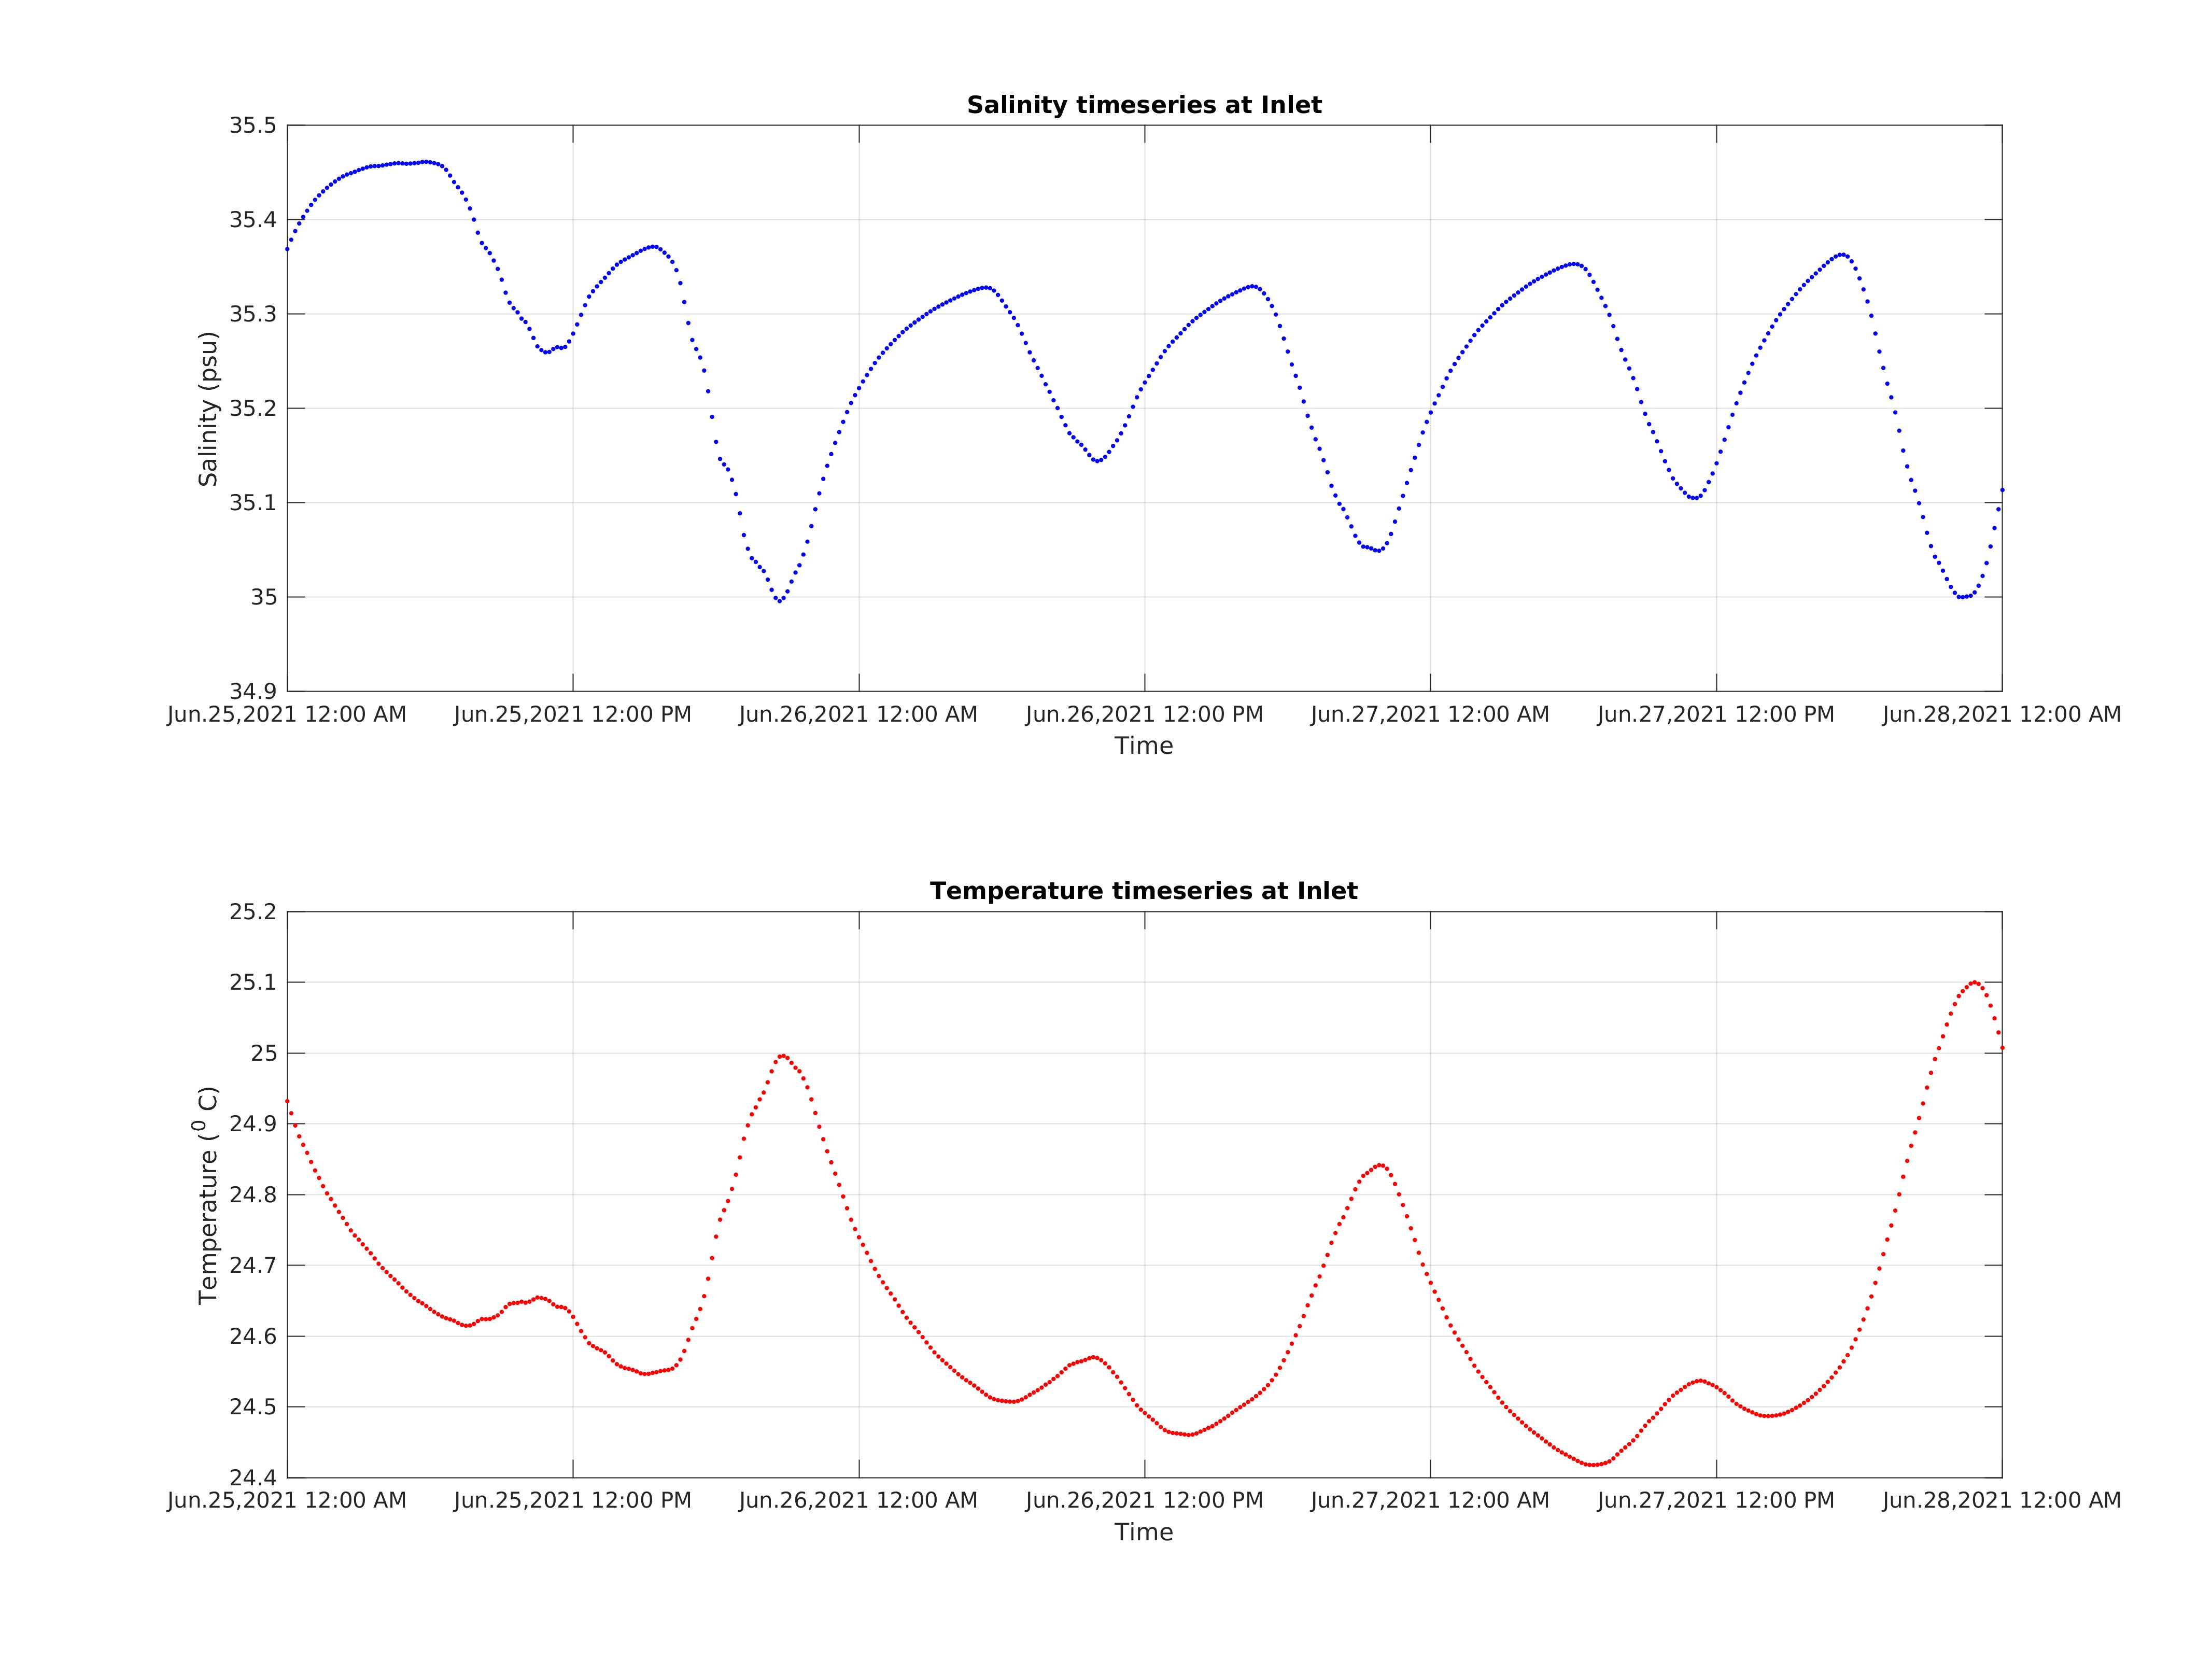 Salinity timeseries at Inlet
35.5
35.4
35.3
35.2
35.1
35
34.9
Salinity (psu)
Jun.25,2021 12:00 AM Jun.25,2021 12:00 PM Jun.26,2021 12:00 AM Jun.26,2021 12:00 PM Jun.27,2021 12:00 AM Jun.27,2021 12:00 PM Jun.28,2021 12:00 AM
Time
Temperature timeseries at Inlet
25.2
25.1
25
24.9
24.8
24.7
24.6
24.5
24.4
Temperature (⁰ C)
Jun.25,2021 12:00 AM Jun.25,2021 12:00 PM Jun.26,2021 12:00 AM Jun.26,2021 12:00 PM Jun.27,2021 12:00 AM Jun.27,2021 12:00 PM Jun.28,2021 12:00 AM
Time